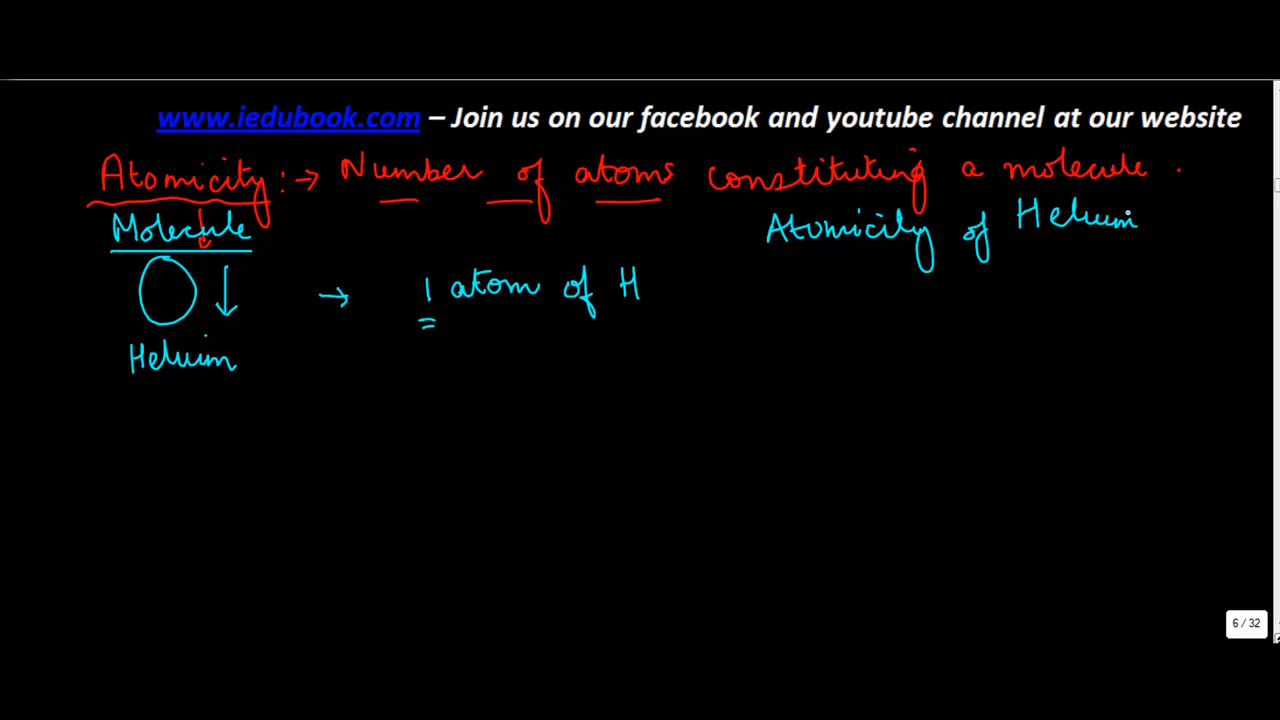 www.iedubook.com – Join us on our facebook and youtube channel at our website
Atomicity :→ Number of atoms constituting a molecule .
Molecule
Atomicity of Helium
→ 1 atom of H
Helium
6 / 32